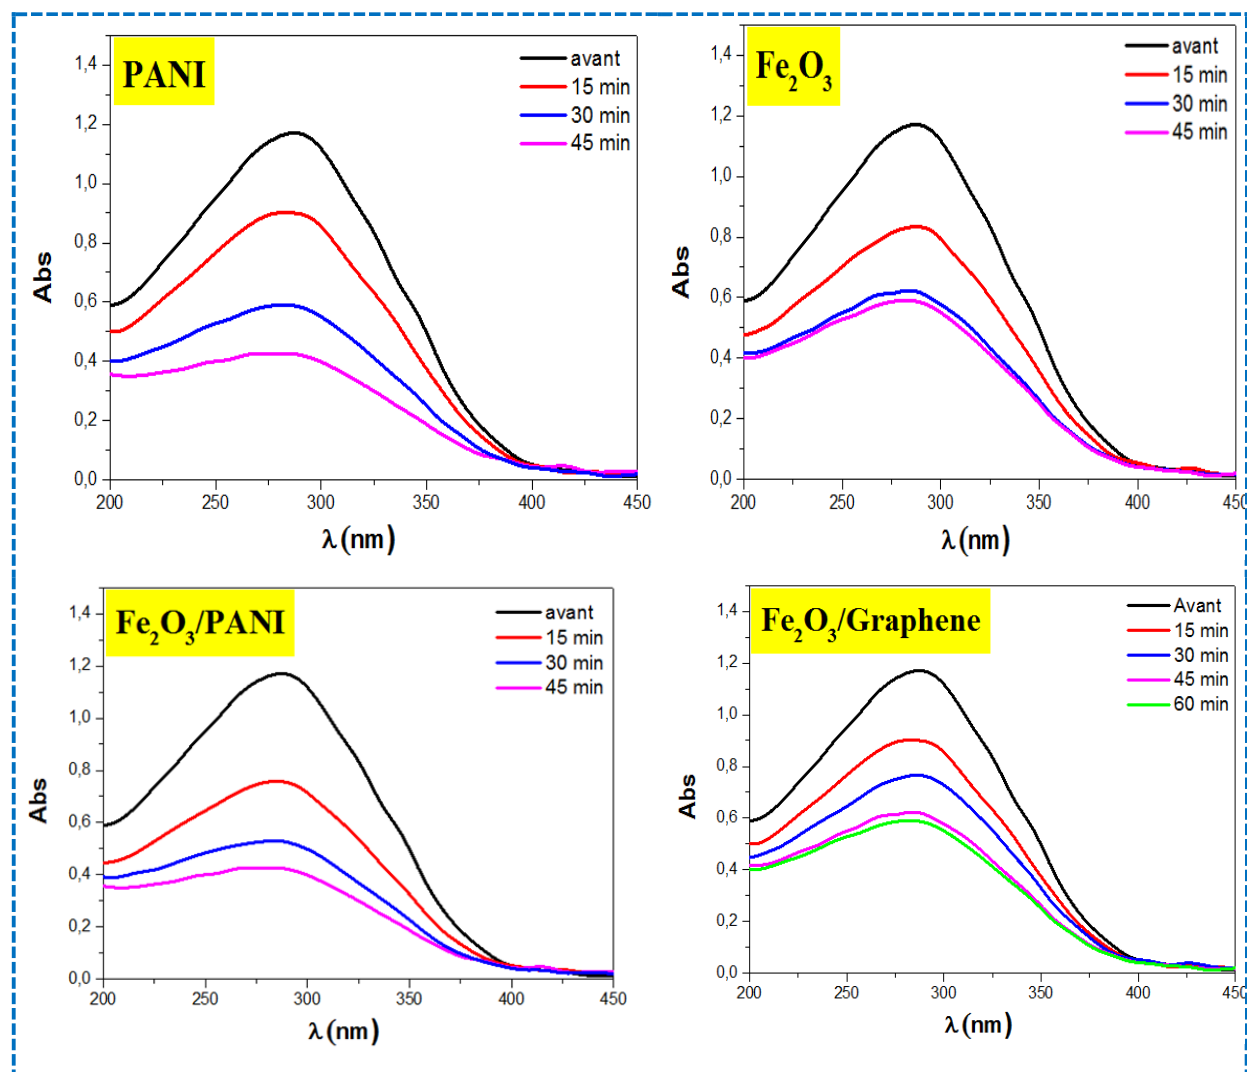 PANI
avant
15 min
30 min
45 min
1,4
1,2
1,0
0,8
0,6
0,4
0,2
0,0
Abs
200 250 300 350 400 450
λ (nm)
Fe₂O₃
avant
15 min
30 min
45 min
1,4
1,2
1,0
0,8
0,6
0,4
0,2
0,0
Abs
200 250 300 350 400 450
λ (nm)
Fe₂O₃/PANI
avant
15 min
30 min
45 min
1,4
1,2
1,0
0,8
0,6
0,4
0,2
0,0
Abs
200 250 300 350 400 450
λ (nm)
Fe₂O₃/Graphene
Avant
15 min
30 min
45 min
60 min
1,4
1,2
1,0
0,8
0,6
0,4
0,2
0,0
Abs
200 250 300 350 400 450
λ (nm)